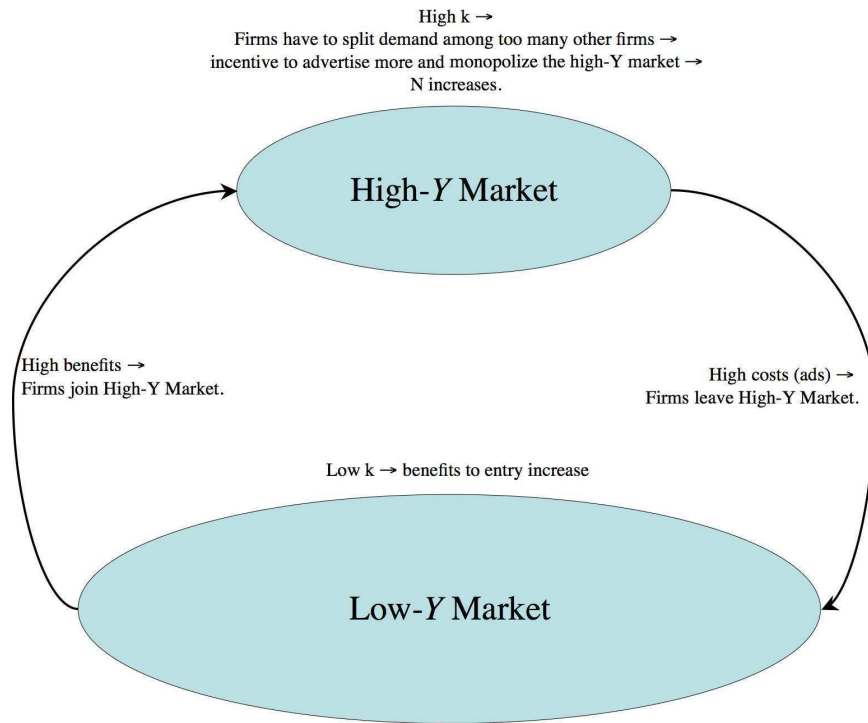 High k →
Firms have to split demand among too many other firms →
incentive to advertise more and monopolize the high-Y market →
N increases.
High-Y Market
High benefits →
Firms join High-Y Market.
High costs (ads) →
Firms leave High-Y Market.
Low k → benefits to entry increase
Low-Y Market